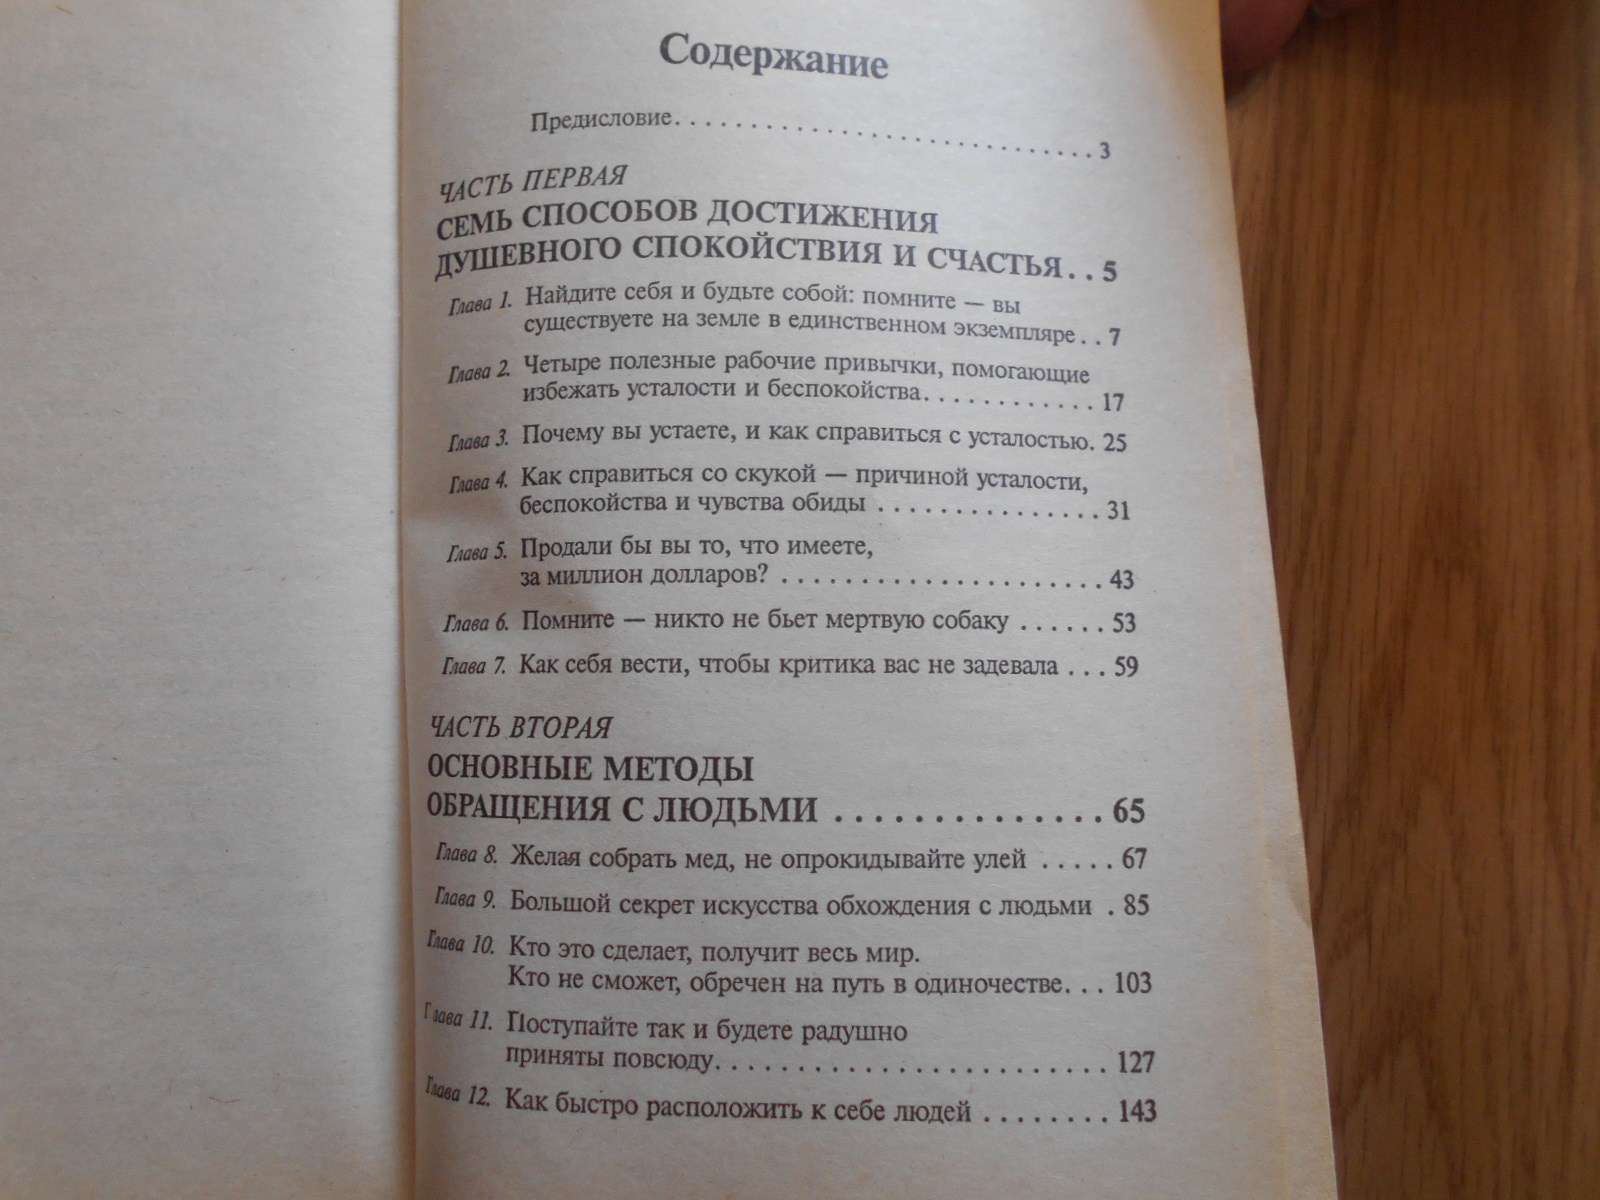 Содержание
Предисловие. . . . . . . . . . . . . . . . . . . . . . . . . . . . 3
ЧАСТЬ ПЕРВАЯ
СЕМЬ СПОСОБОВ ДОСТИЖЕНИЯ
ДУШЕВНОГО СПОКОЙСТВИЯ И СЧАСТЬЯ. . 5
Глава 1. Найдите себя и будьте собой: помните — вы
существуете на земле в единственном экземпляре. . 7
Глава 2. Четыре полезные рабочие привычки, помогающие
избежать усталости и беспокойства. . . . . . . . . . . . 17
Глава 3. Почему вы устаете, и как справиться с усталостью. 25
Глава 4. Как справиться со скукой — причиной усталости,
беспокойства и чувства обиды . . . . . . . . . . . . . . . 31
Глава 5. Продали бы вы то, что имеете,
за миллион долларов? . . . . . . . . . . . . . . . . . . . . . . 43
Глава 6. Помните — никто не бьет мертвую собаку . . . . . . 53
Глава 7. Как себя вести, чтобы критика вас не задевала . . . 59
ЧАСТЬ ВТОРАЯ
ОСНОВНЫЕ МЕТОДЫ
ОБРАЩЕНИЯ С ЛЮДЬМИ . . . . . . . . . . . . . . 65
Глава 8. Желая собрать мед, не опрокидывайте улей . . . . . 67
Глава 9. Большой секрет искусства обхождения с людьми . 85
Глава 10. Кто это сделает, получит весь мир.
Кто не сможет, обречен на путь в одиночестве. . . 103
Глава 11. Поступайте так и будете радушно
приняты повсюду. . . . . . . . . . . . . . . . . . . . . . . . . . 127
Глава 12. Как быстро расположить к себе людей . . . . . . . . 143